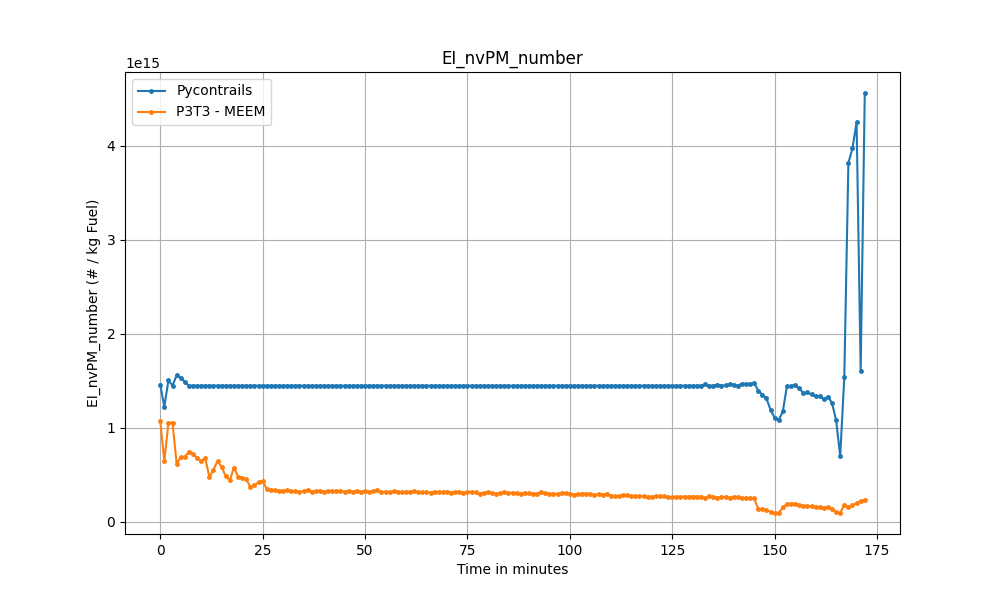 EI_nvPM_number
1e15
Pycontrails
P3T3 - MEEM
EI_nvPM_number (# / kg Fuel)
4
3
2
1
0
0 25 50 75 100 125 150 175
Time in minutes